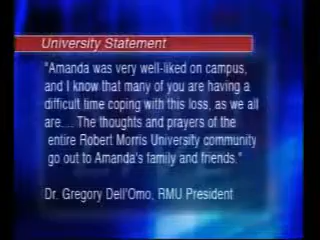 University Statement
"Amanda was very well-liked on campus,
and I know that many of you are having a
difficult time coping with this loss, as we all
are.... The thoughts and prayers of the
entire Robert Morris University community
go out to Amanda's family and friends."
Dr. Gregory Dell'Omo, RMU President